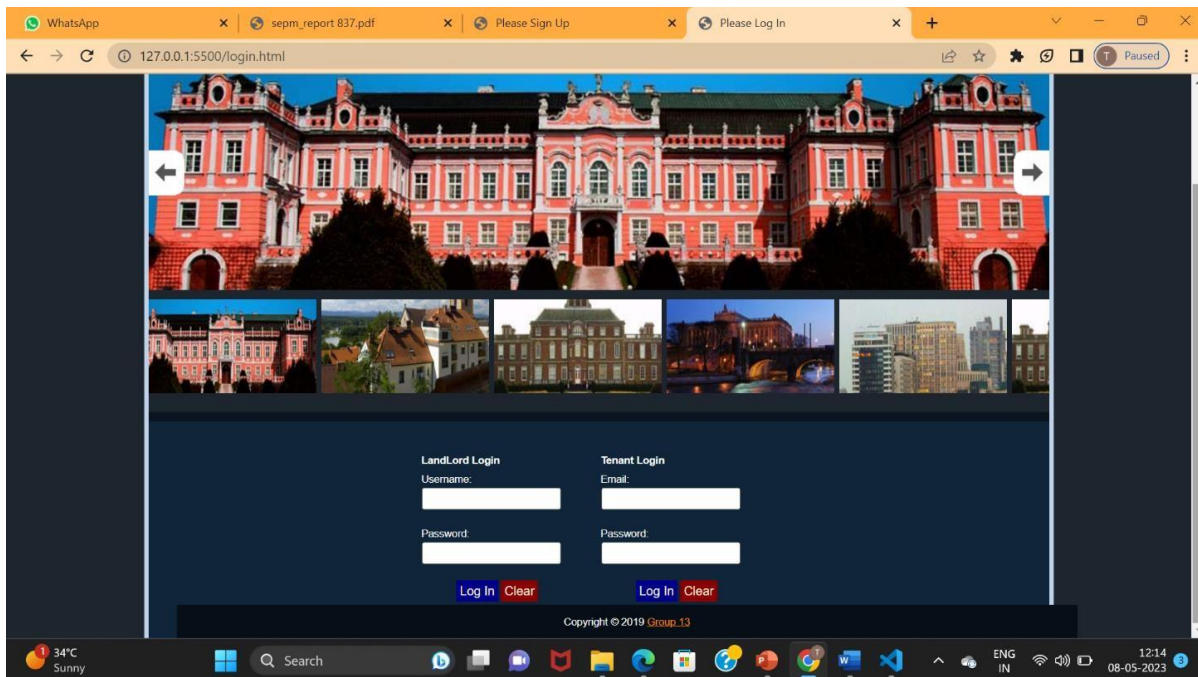 WhatsApp
sepm_report 837.pdf
Please Sign Up
Please Log In
127.0.0.1:5500/login.html
T Paused
LandLord Login
Tenant Login
Username:
Email:
Password:
Password:
Log In Clear
Log In Clear
Copyright © 2019 Group 13
1
34°C
Sunny
Search
ENG
IN
12:14
08-05-2023
3